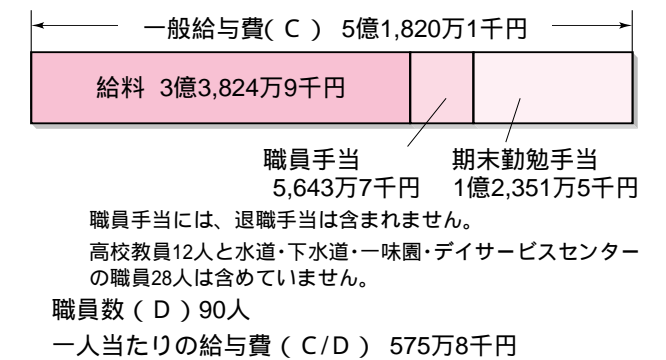 一般給与費(C) 5億1,820万1千円
給料 3億3,824万9千円
職員手当
5,643万7千円
期末勤勉手当
1億2,351万5千円
職員手当には、退職手当は含まれません。
高校教員12人と水道・下水道・一味園・デイサービスセンター
の職員28人は含めていません。
職員数(D)90人
一人当たりの給与費(C/D) 575万8千円